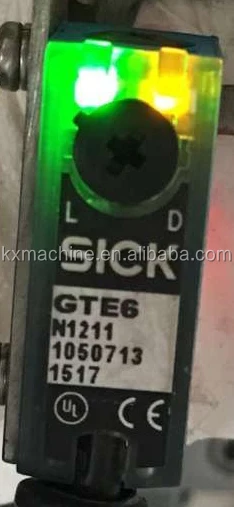 L D
kxmachine.en.alibaba.com
SICK
GTE6
N1211
1050713
1517
UL CE